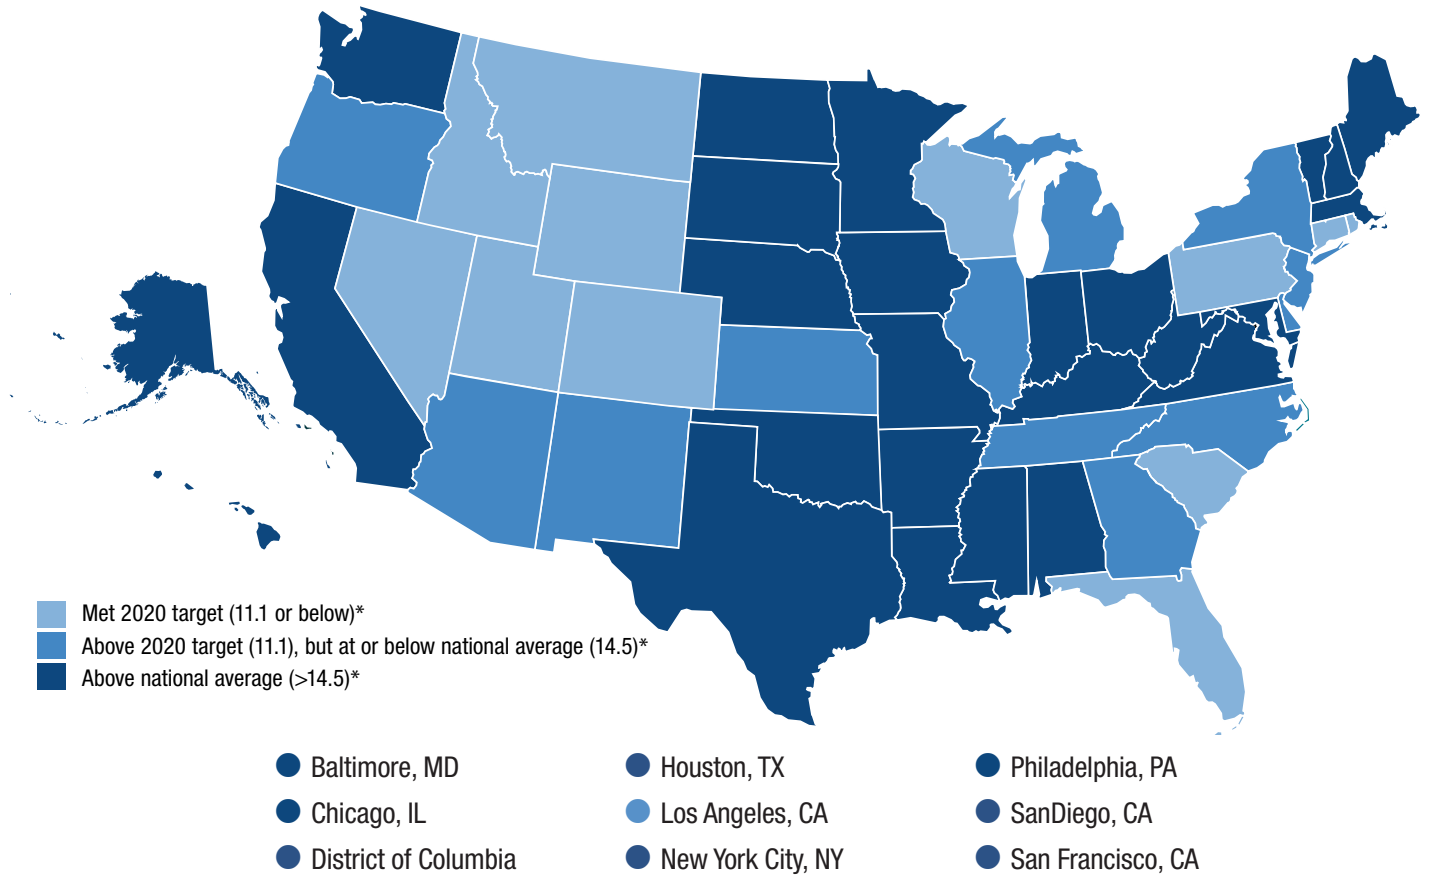 Met 2020 target (11.1 or below)*
Above 2020 target (11.1), but at or below national average (14.5)*
Above national average (>14.5)*
Baltimore, MD
Houston, TX
Philadelphia, PA
Chicago, IL
Los Angeles, CA
SanDiego, CA
District of Columbia
New York City, NY
San Francisco, CA